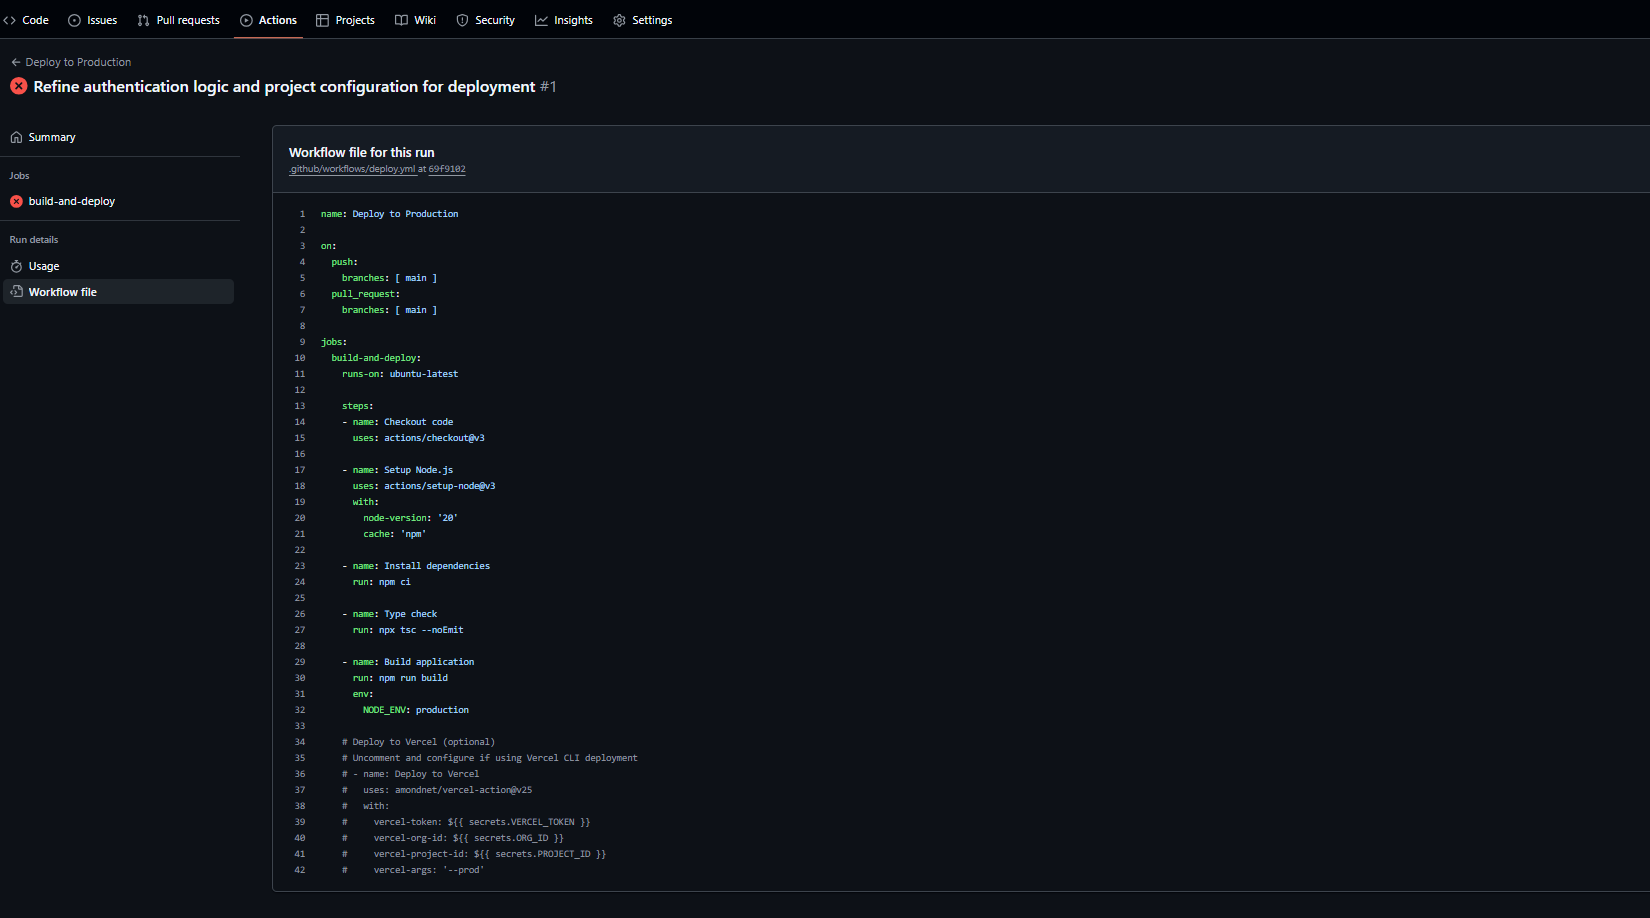 Code Issues Pull requests Actions Projects Wiki Security Insights Settings
← Deploy to Production
Refine authentication logic and project configuration for deployment #1
Summary
Jobs
build-and-deploy
Run details
Usage
Workflow file
Workflow file for this run
.github/workflows/deploy.yml at 69f9102
1 name: Deploy to Production
2
3 on:
4   push:
5     branches: [ main ]
6   pull_request:
7     branches: [ main ]
8
9 jobs:
10   build-and-deploy:
11     runs-on: ubuntu-latest
12
13     steps:
14     - name: Checkout code
15       uses: actions/checkout@v3
16
17     - name: Setup Node.js
18       uses: actions/setup-node@v3
19       with:
20         node-version: '20'
21         cache: 'npm'
22
23     - name: Install dependencies
24       run: npm ci
25
26     - name: Type check
27       run: npx tsc --noEmit
28
29     - name: Build application
30       run: npm run build
31       env:
32         NODE_ENV: production
33
34     # Deploy to Vercel (optional)
35     # Uncomment and configure if using Vercel CLI deployment
36     # - name: Deploy to Vercel
37     #   uses: amondnet/vercel-action@v25
38     #   with:
39     #     vercel-token: ${{ secrets.VERCEL_TOKEN }}
40     #     vercel-org-id: ${{ secrets.ORG_ID }}
41     #     vercel-project-id: ${{ secrets.PROJECT_ID }}
42     #     vercel-args: '--prod'